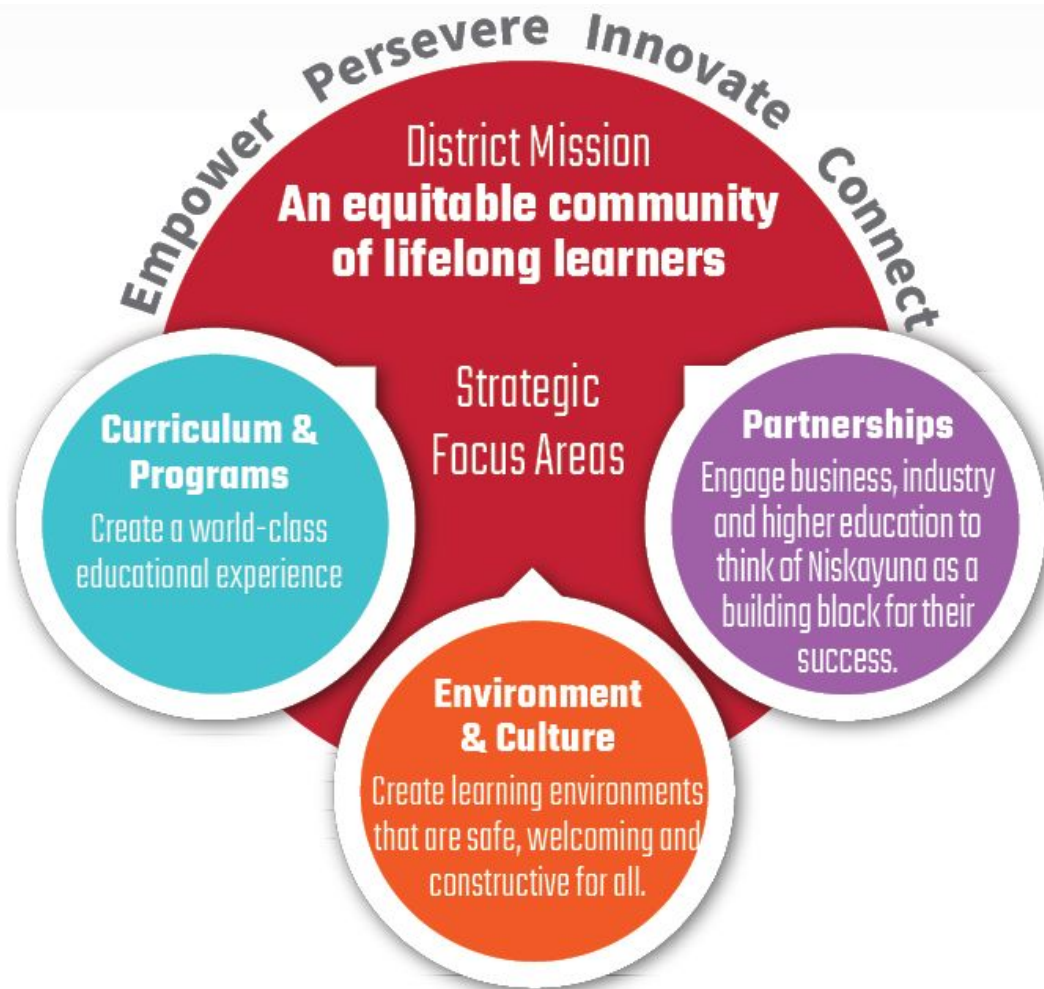 Empower Persevere Innovate Connect
District Mission
An equitable community
of lifelong learners
Strategic
Focus Areas
Curriculum &
Programs
Create a world-class
educational experience
Partnerships
Engage business, industry
and higher education to
think of Niskayuna as a
building block for their
success.
Environment
& Culture
Create learning environments
that are safe, welcoming and
constructive for all.